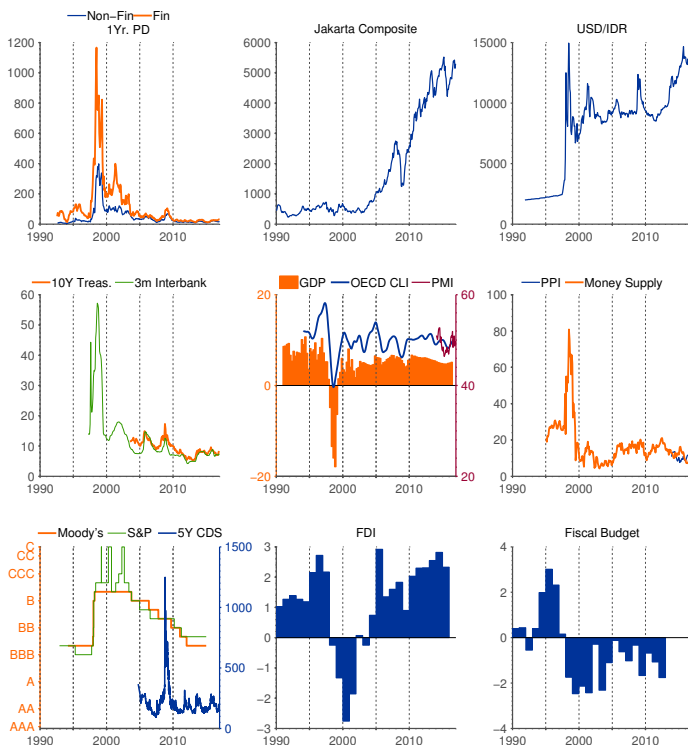 Non-Fin Fin
1Yr. PD
1200
1000
800
600
400
200
0
1990 2000 2010
Jakarta Composite
6000
5000
4000
3000
2000
1000
0
1990 2000 2010
USD/IDR
15000
10000
5000
0
1990 2000 2010
10Y Treas. 3m Interbank
60
50
40
30
20
10
0
1990 2000 2010
GDP OECD CLI PMI
20 60
0 40
−20 20
1990 2000 2010
PPI Money Supply
100
80
60
40
20
0
1990 2000 2010
Moody's S&P 5Y CDS
C 1500
CC
CCC
B 1000
BB
BBB 500
A
AA
AAA 0
1990 2000 2010
FDI
3
2
1
0
−1
−2
−3
1990 2000 2010
Fiscal Budget
4
2
0
−2
−4
1990 2000 2010